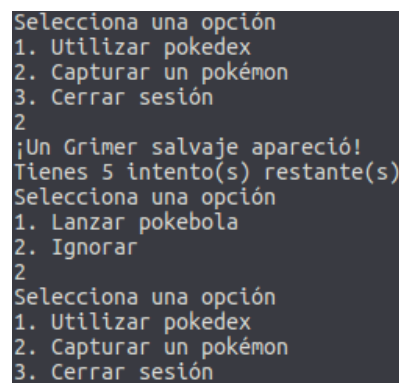 Selecciona una opción
1. Utilizar pokedex
2. Capturar un pokémon
3. Cerrar sesión
2
¡Un Grimer salvaje apareció!
Tienes 5 intento(s) restante(s)
Selecciona una opción
1. Lanzar pokebola
2. Ignorar
2
Selecciona una opción
1. Utilizar pokedex
2. Capturar un pokémon
3. Cerrar sesión